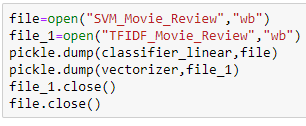 file=open("SVM_Movie_Review","wb")
file_1=open("TFIDF_Movie_Review","wb")
pickle.dump(classifier_linear,file)
pickle.dump(vectorizer,file_1)
file_1.close()
file.close()